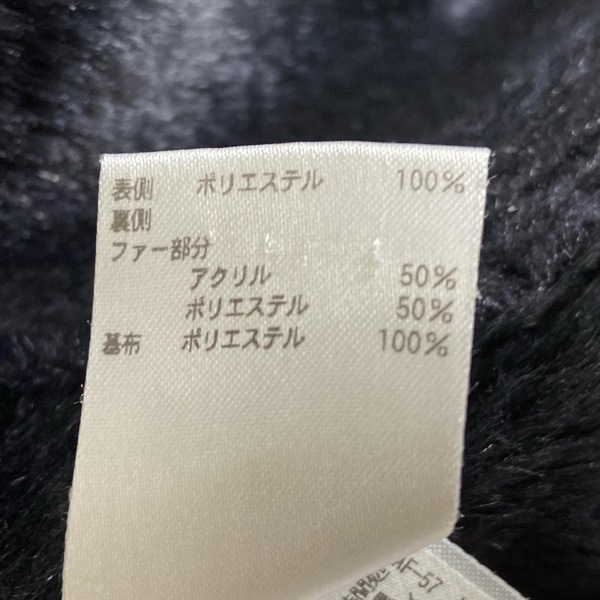 表側 ポリエステル 100%
裏側
ファー部分
アクリル 50%
ポリエステル 50%
基布 ポリエステル 100%
-57